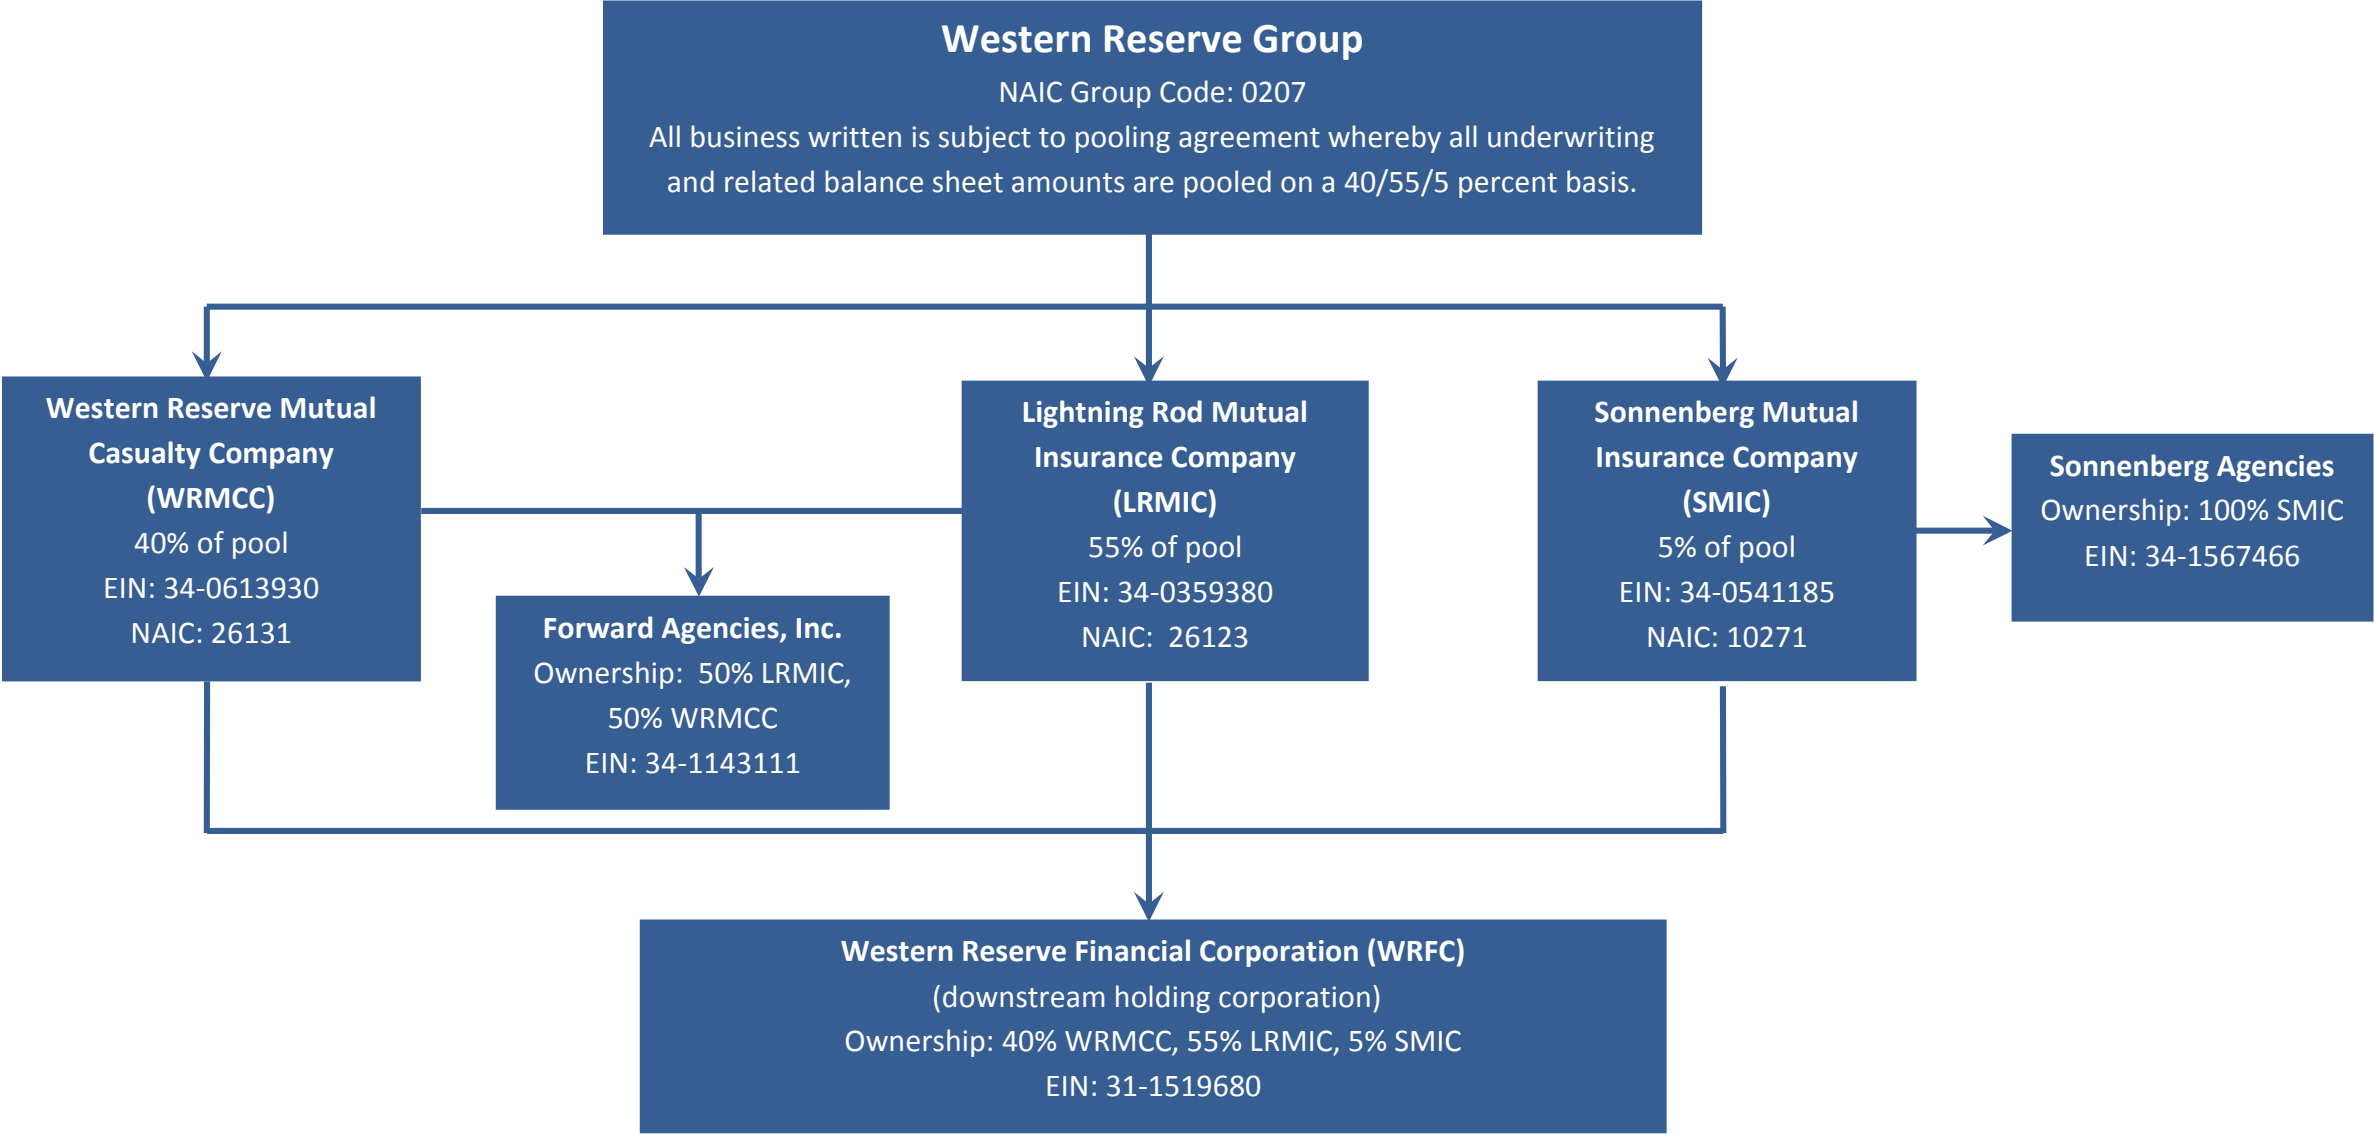 Western Reserve Group
NAIC Group Code: 0207
All business written is subject to pooling agreement whereby all underwriting
and related balance sheet amounts are pooled on a 40/55/5 percent basis.
Western Reserve Mutual
Casualty Company
(WRMCC)
40% of pool
EIN: 34-0613930
NAIC: 26131
Forward Agencies, Inc.
Ownership:  50% LRMIC,
50% WRMCC
EIN: 34-1143111
Lightning Rod Mutual
Insurance Company
(LRMIC)
55% of pool
EIN: 34-0359380
NAIC:  26123
Sonnenberg Mutual
Insurance Company
(SMIC)
5% of pool
EIN: 34-0541185
NAIC: 10271
Sonnenberg Agencies
Ownership: 100% SMIC
EIN: 34-1567466
Western Reserve Financial Corporation (WRFC)
(downstream holding corporation)
Ownership: 40% WRMCC, 55% LRMIC, 5% SMIC
EIN: 31-1519680